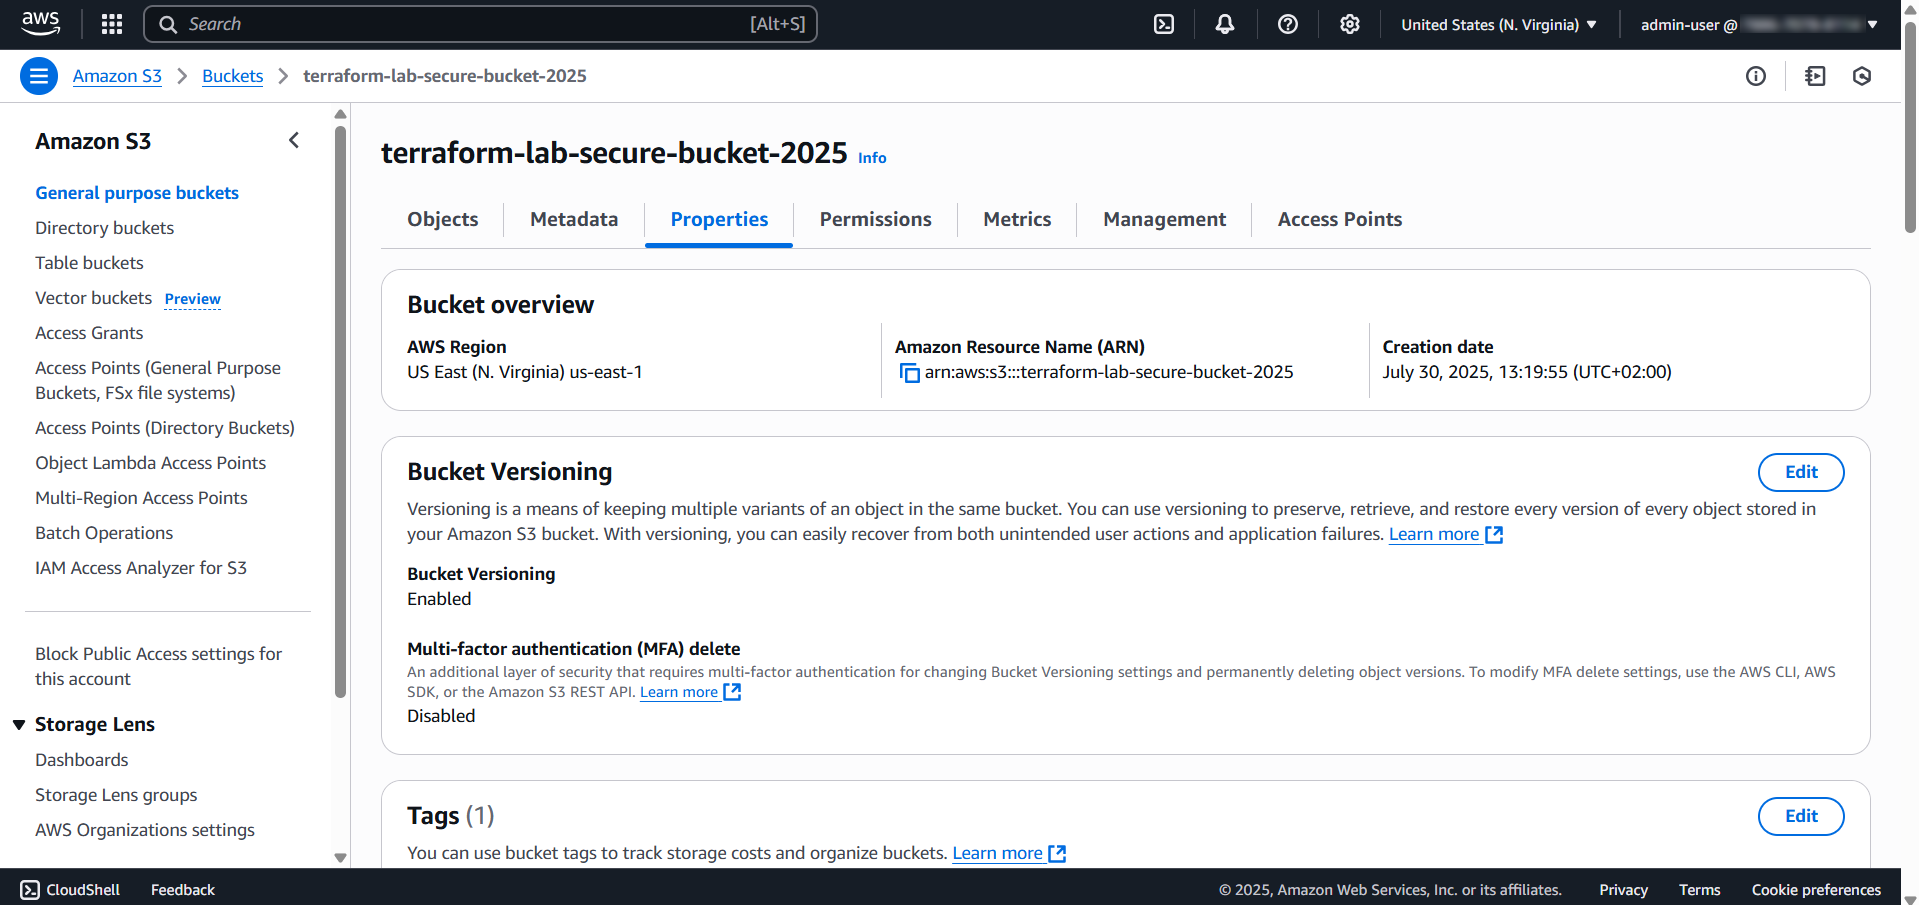 aws
Search
[Alt+S]
United States (N. Virginia)
admin-user @
Amazon S3
Buckets
terraform-lab-secure-bucket-2025
Amazon S3
General purpose buckets
Directory buckets
Table buckets
Vector buckets Preview
Access Grants
Access Points (General Purpose
Buckets, FSx file systems)
Access Points (Directory Buckets)
Object Lambda Access Points
Multi-Region Access Points
Batch Operations
IAM Access Analyzer for S3
Block Public Access settings for
this account
Storage Lens
Dashboards
Storage Lens groups
AWS Organizations settings
terraform-lab-secure-bucket-2025 Info
Objects
Metadata
Properties
Permissions
Metrics
Management
Access Points
Bucket overview
AWS Region
US East (N. Virginia) us-east-1
Amazon Resource Name (ARN)
arn:aws:s3:::terraform-lab-secure-bucket-2025
Creation date
July 30, 2025, 13:19:55 (UTC+02:00)
Bucket Versioning
Edit
Versioning is a means of keeping multiple variants of an object in the same bucket. You can use versioning to preserve, retrieve, and restore every version of every object stored in
your Amazon S3 bucket. With versioning, you can easily recover from both unintended user actions and application failures. Learn more
Bucket Versioning
Enabled
Multi-factor authentication (MFA) delete
An additional layer of security that requires multi-factor authentication for changing Bucket Versioning settings and permanently deleting object versions. To modify MFA delete settings, use the AWS CLI, AWS
SDK, or the Amazon S3 REST API. Learn more
Disabled
Tags (1)
Edit
You can use bucket tags to track storage costs and organize buckets. Learn more
CloudShell
Feedback
© 2025, Amazon Web Services, Inc. or its affiliates.
Privacy
Terms
Cookie preferences